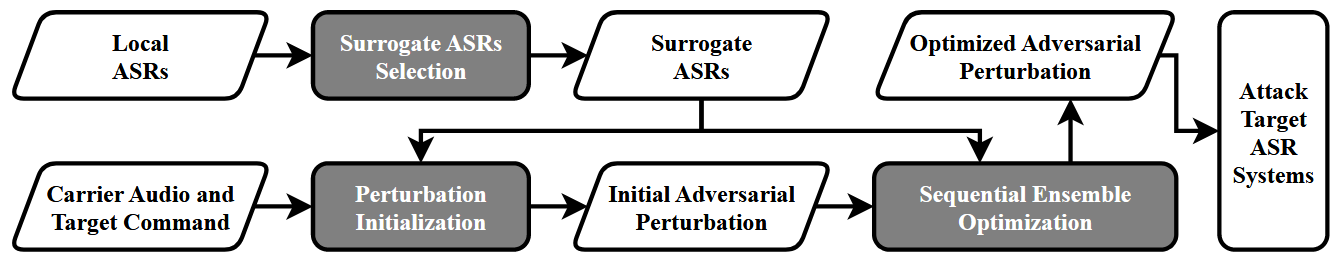 Local
ASRs
Surrogate ASRs
Selection
Surrogate
ASRs
Optimized Adversarial
Perturbation
Attack
Target
ASR
Systems
Carrier Audio and
Target Command
Perturbation
Initialization
Initial Adversarial
Perturbation
Sequential Ensemble
Optimization